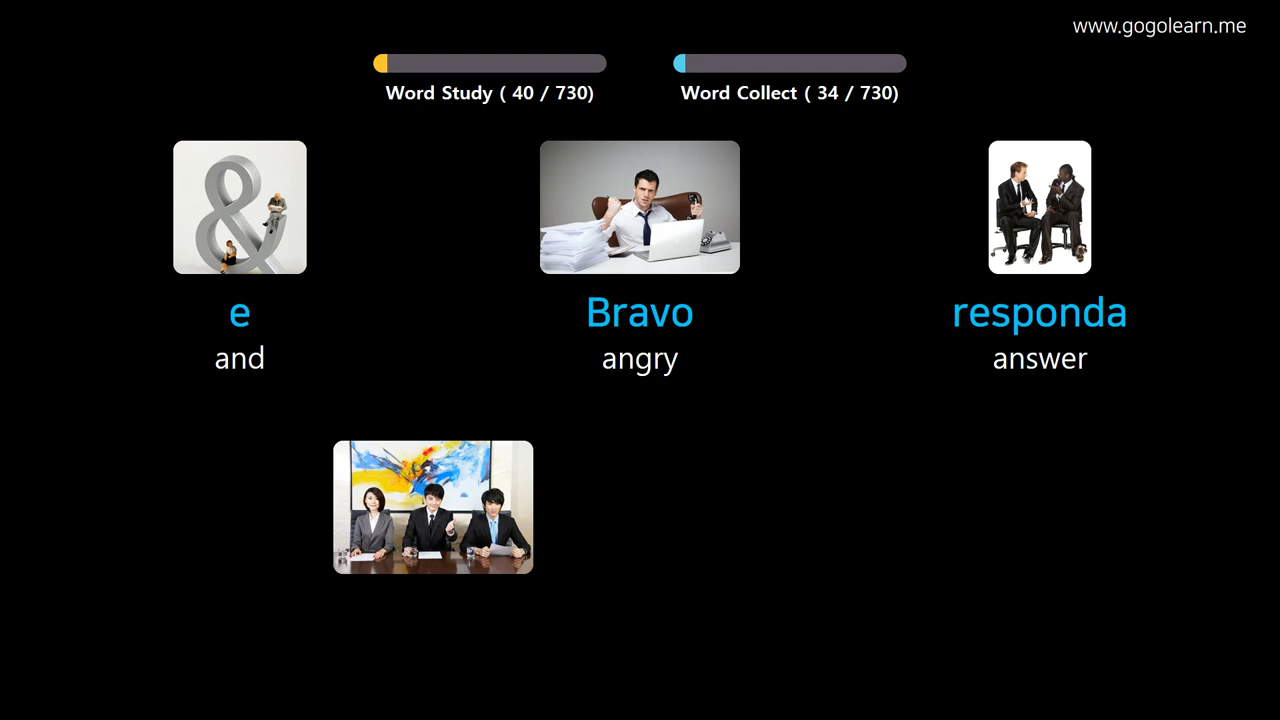 www.gogolearn.me
Word Study ( 40 / 730)
Word Collect ( 34 / 730)
e
and
Bravo
angry
responda
answer